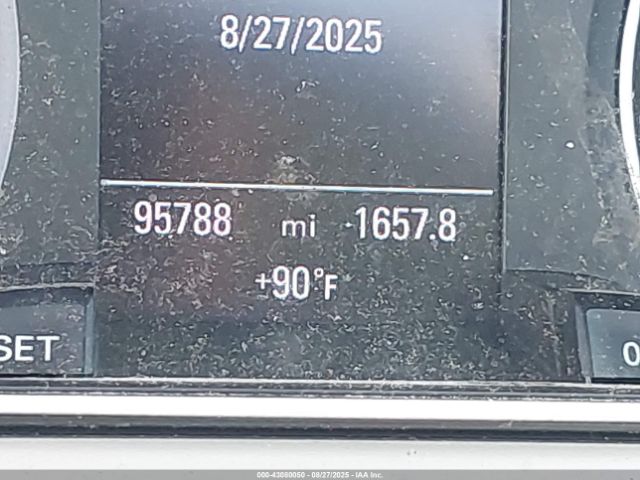 8/27/2025
95788 mi 1657.8
+90°F
SET
0
000-43080050 - 08/27/2025 - IAA Inc.